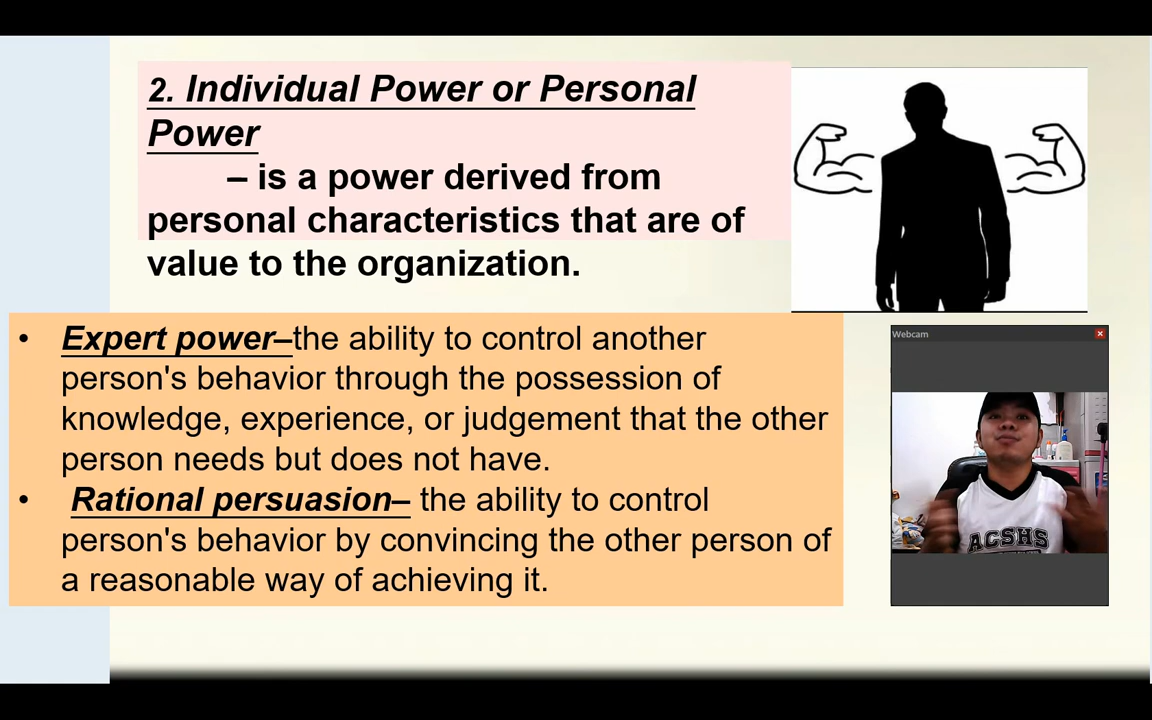 2. Individual Power or Personal
Power
– is a power derived from
personal characteristics that are of
value to the organization.
• Expert power–the ability to control another
person's behavior through the possession of
knowledge, experience, or judgement that the other
person needs but does not have.
• Rational persuasion– the ability to control
person's behavior by convincing the other person of
a reasonable way of achieving it.
Webcam
ACSHS